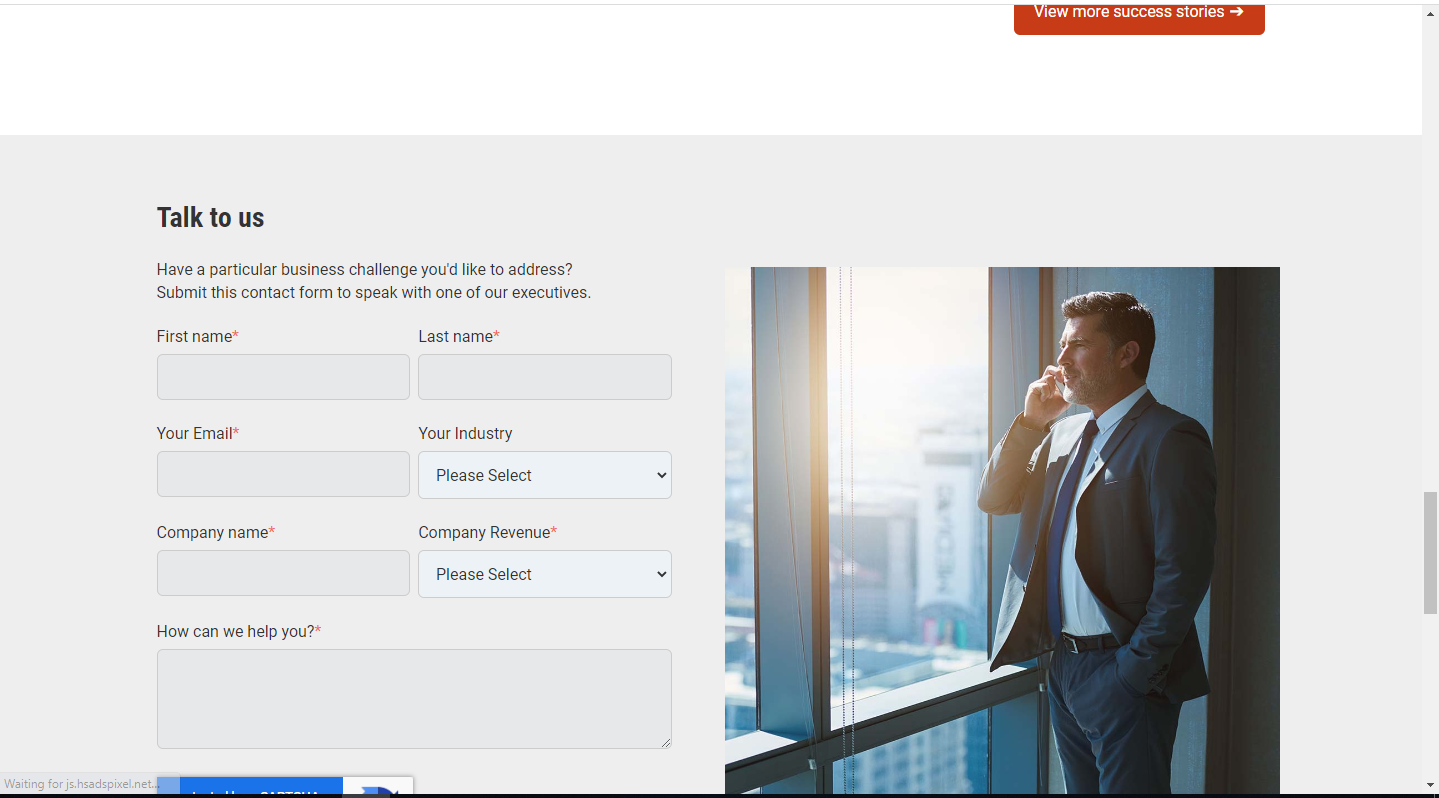 View more success stories ➔
Talk to us
Have a particular business challenge you'd like to address?
Submit this contact form to speak with one of our executives.
First name*
Last name*
Your Email*
Your Industry
Please Select
Company name*
Company Revenue*
Please Select
How can we help you?*
Waiting for js.hsadspixel.net...
CAPTCHA